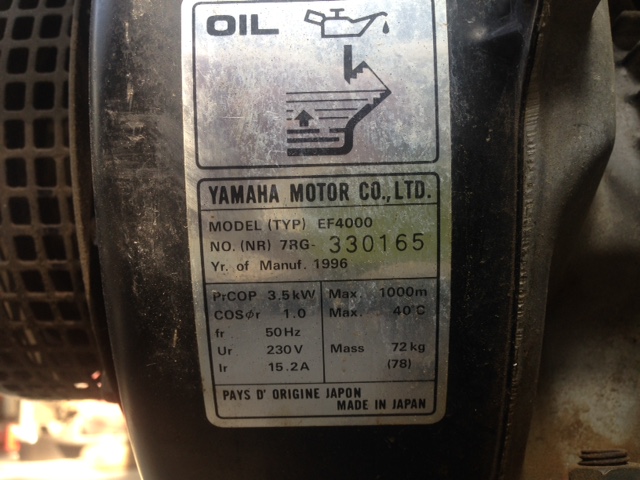 OIL
YAMAHA MOTOR CO.,LTD.
MODEL (TYP) EF4000
NO. (NR) 7RG- 330165
Yr. of Manuf. 1996
PrCOP 3.5kW Max. 1000m
COSør 1.0 Max. 40°C
fr 50Hz
Ur 230V Mass 72kg
Ir 15.2A (78)
PAYS D' ORIGINE JAPON
MADE IN JAPAN